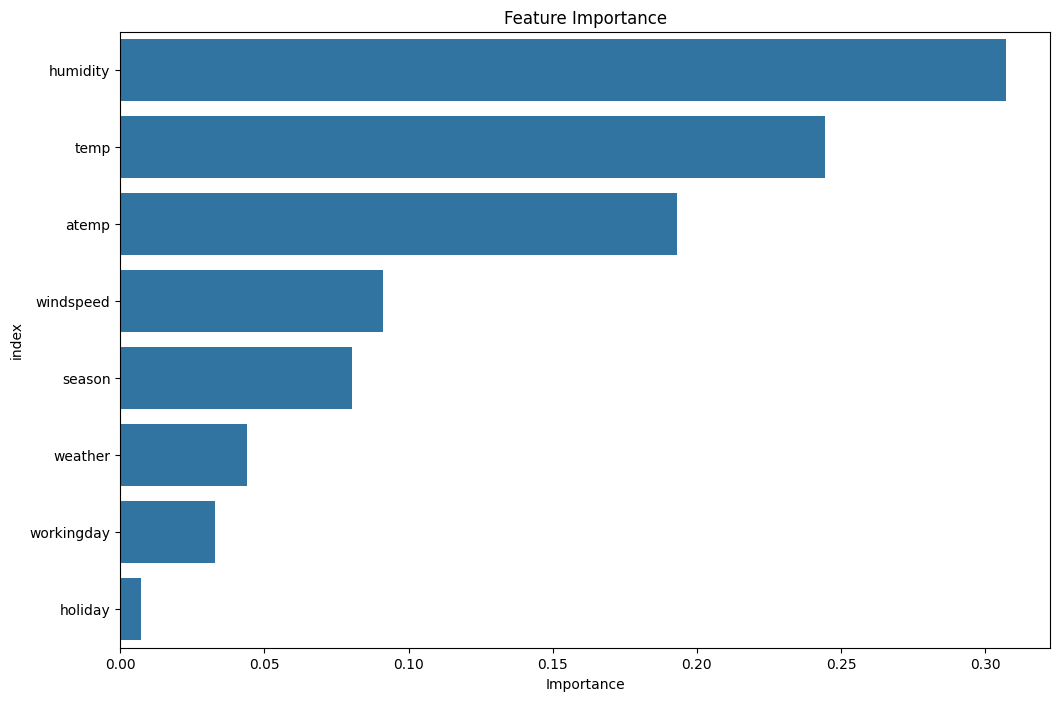 Feature Importance
humidity
temp
atemp
windspeed
season
weather
workingday
holiday
index
0.00 0.05 0.10 0.15 0.20 0.25 0.30
Importance